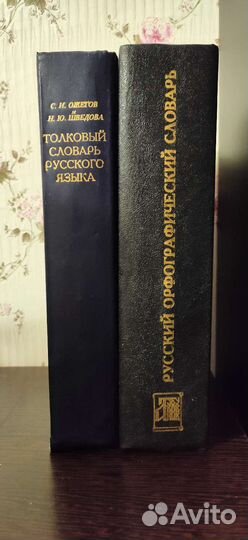 С. И. ОЖЕГОВ
и
Н. Ю. ШВЕДОВА
ТОЛКОВЫЙ
СЛОВАРЬ
РУССКОГО
ЯЗЫКА
РУССКИЙ ОРФОГРАФИЧЕСКИЙ СЛОВАРЬ
Avito